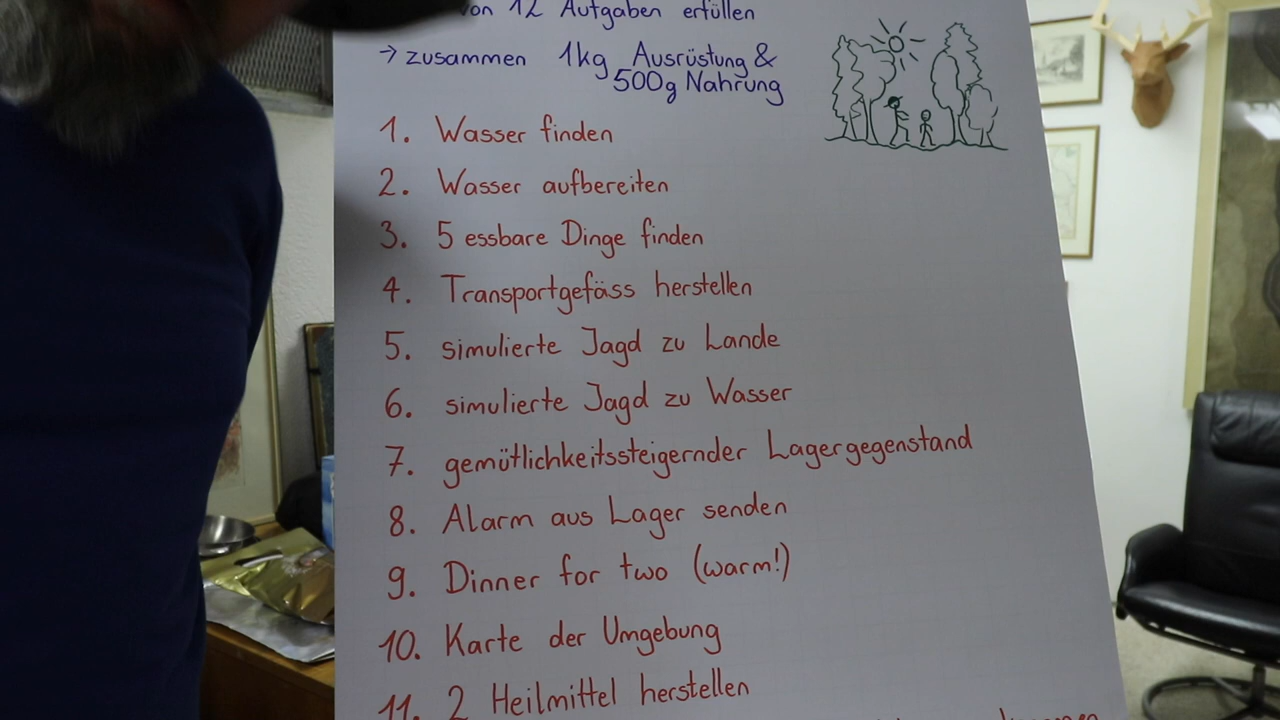 von 12 Aufgaben erfüllen
→ zusammen 1kg Ausrüstung &
500g Nahrung
1. Wasser finden
2. Wasser aufbereiten
3. 5 essbare Dinge finden
4. Transportgefäss herstellen
5. simulierte Jagd zu Lande
6. simulierte Jagd zu Wasser
7. gemütlichkeitssteigernder Lagergegenstand
8. Alarm aus Lager senden
9. Dinner for two (warm!)
10. Karte der Umgebung
11. 2 Heilmittel herstellen